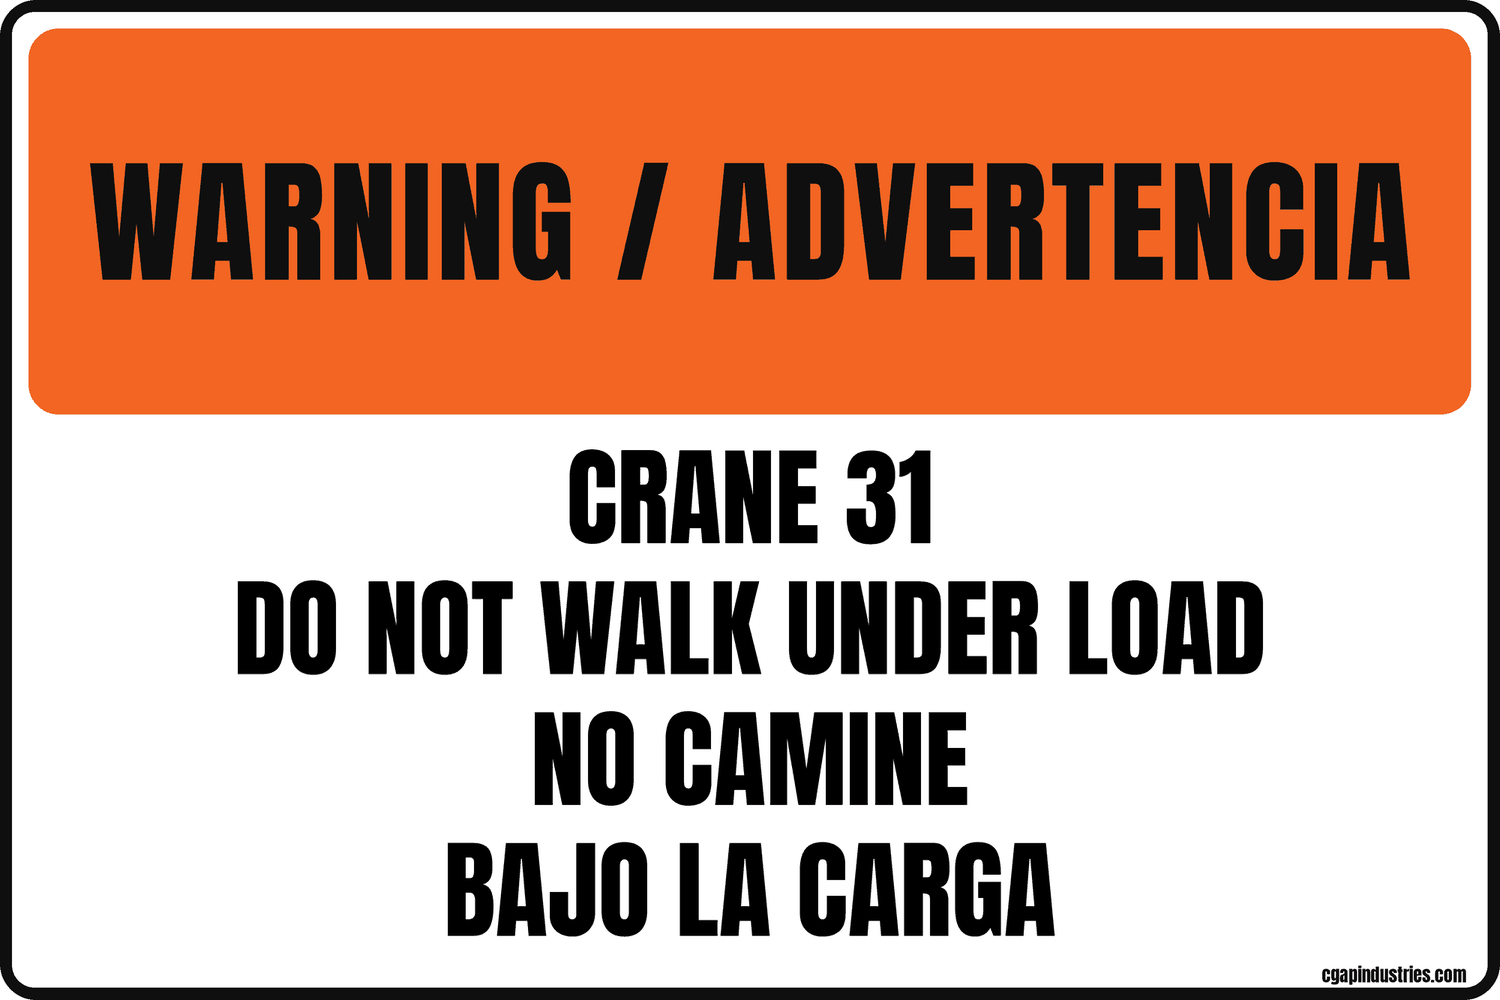 WARNING / ADVERTENCIA
CRANE 31
DO NOT WALK UNDER LOAD
NO CAMINE
BAJO LA CARGA
cgapindustries.com